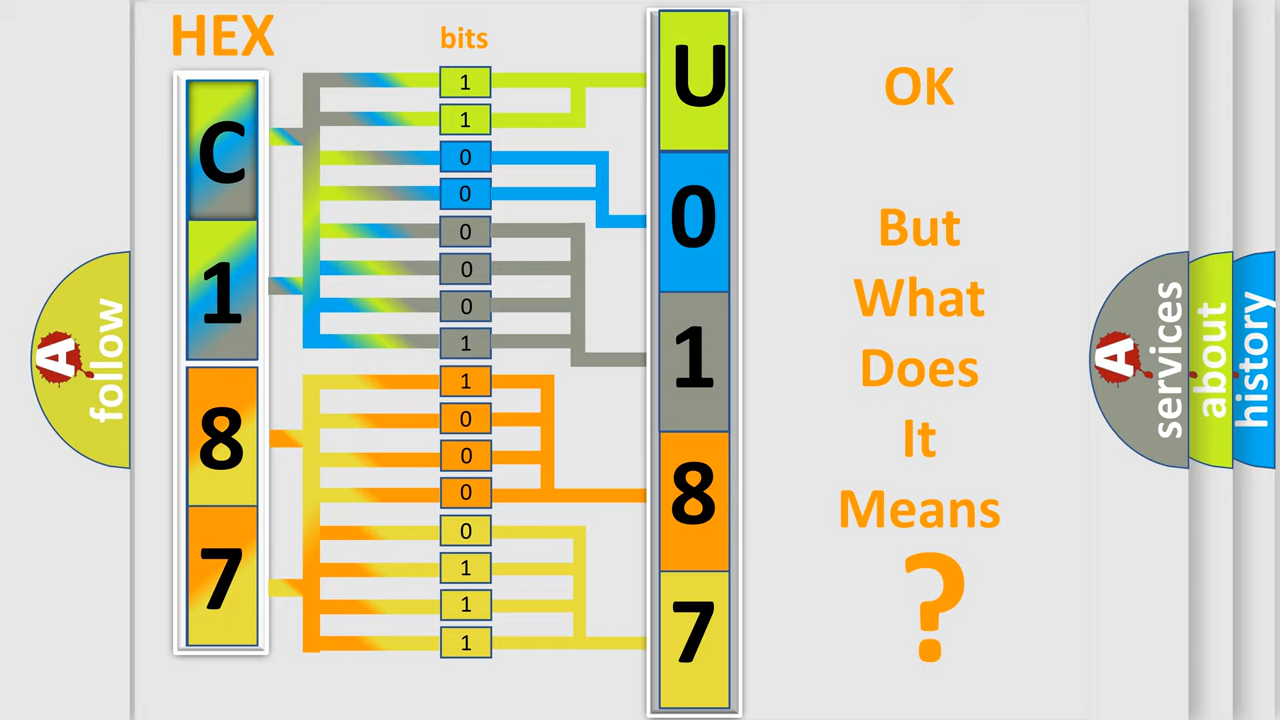 HEX
bits
C
1
8
7
1
1
0
0
0
0
0
1
1
0
0
0
0
1
1
1
U
0
1
8
7
OK
But
What
Does
It
Means
?
A
follow
A
services
about
history